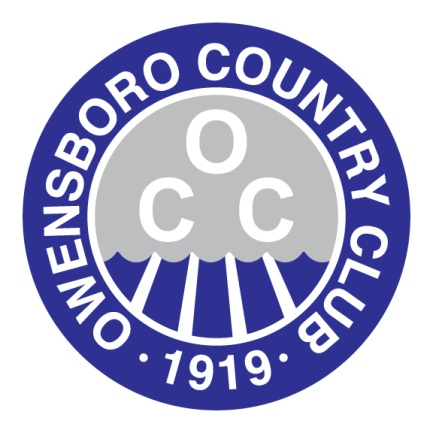 OWENSBORO COUNTRY CLUB
O
C C
· 1919 ·